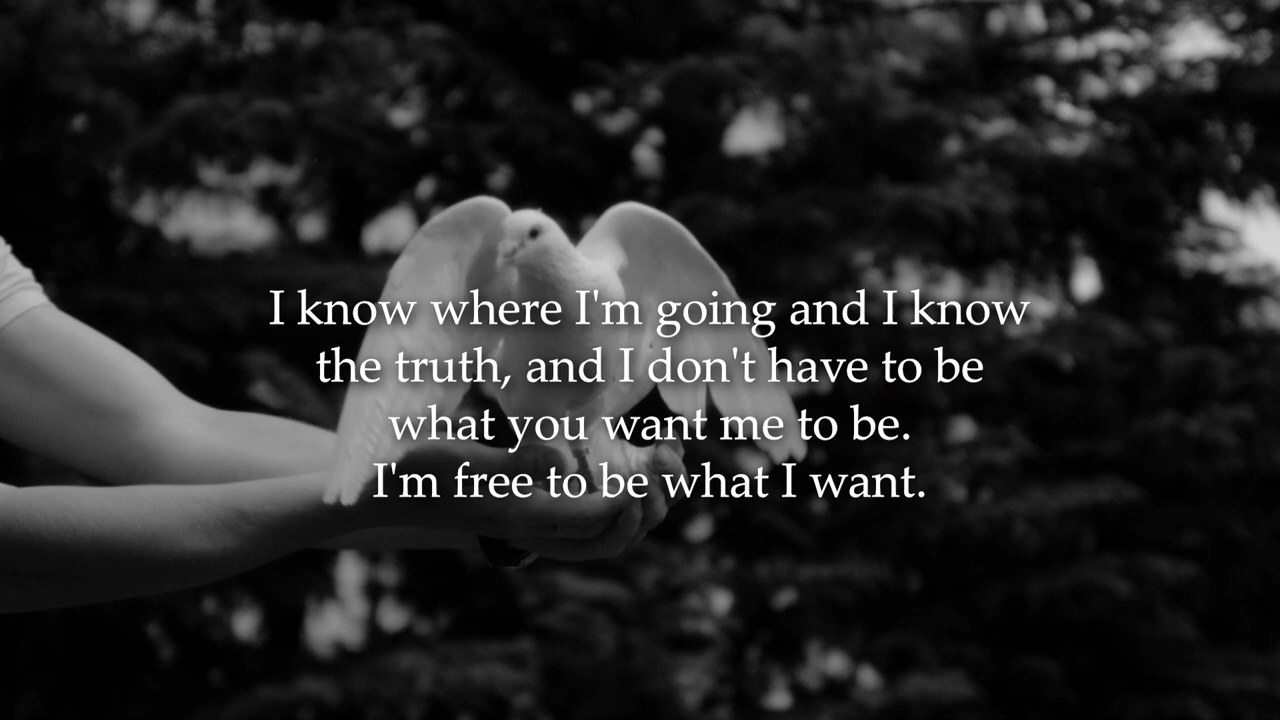 I know where I'm going and I know
the truth, and I don't have to be
what you want me to be.
I'm free to be what I want.